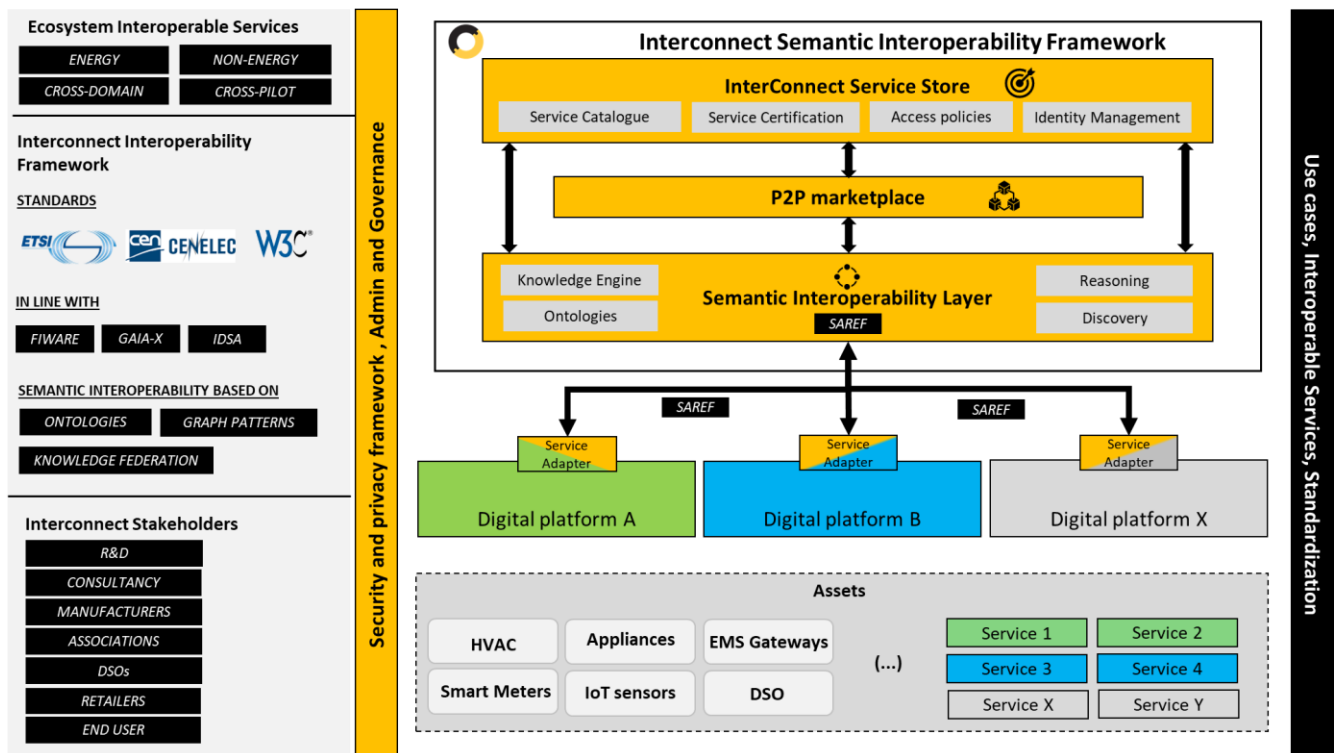 Ecosystem Interoperable Services
ENERGY
NON-ENERGY
CROSS-DOMAIN
CROSS-PILOT
Interconnect Interoperability
Framework
STANDARDS
ETSI
cen
CENELEC
W3C®
IN LINE WITH
FIWARE
GAIA-X
IDSA
SEMANTIC INTEROPERABILITY BASED ON
ONTOLOGIES
GRAPH PATTERNS
KNOWLEDGE FEDERATION
Interconnect Stakeholders
R&D
CONSULTANCY
MANUFACTURERS
ASSOCIATIONS
DSOs
RETAILERS
END USER
Security and privacy framework , Admin and Governance
Interconnect Semantic Interoperability Framework
InterConnect Service Store
Service Catalogue
Service Certification
Access policies
Identity Management
P2P marketplace
Knowledge Engine
Ontologies
Semantic Interoperability Layer
SAREF
Reasoning
Discovery
SAREF
SAREF
Service
Adapter
Digital platform A
Service
Adapter
Digital platform B
Service
Adapter
Digital platform X
Assets
HVAC
Appliances
EMS Gateways
Smart Meters
IoT sensors
DSO
(...)
Service 1
Service 2
Service 3
Service 4
Service X
Service Y
Use cases, Interoperable Services, Standardization